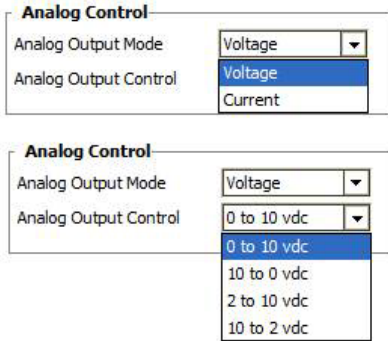 Analog Control
Analog Output Mode Voltage
Analog Output Control Voltage
Current
Analog Control
Analog Output Mode Voltage
Analog Output Control 0 to 10 vdc
0 to 10 vdc
10 to 0 vdc
2 to 10 vdc
10 to 2 vdc